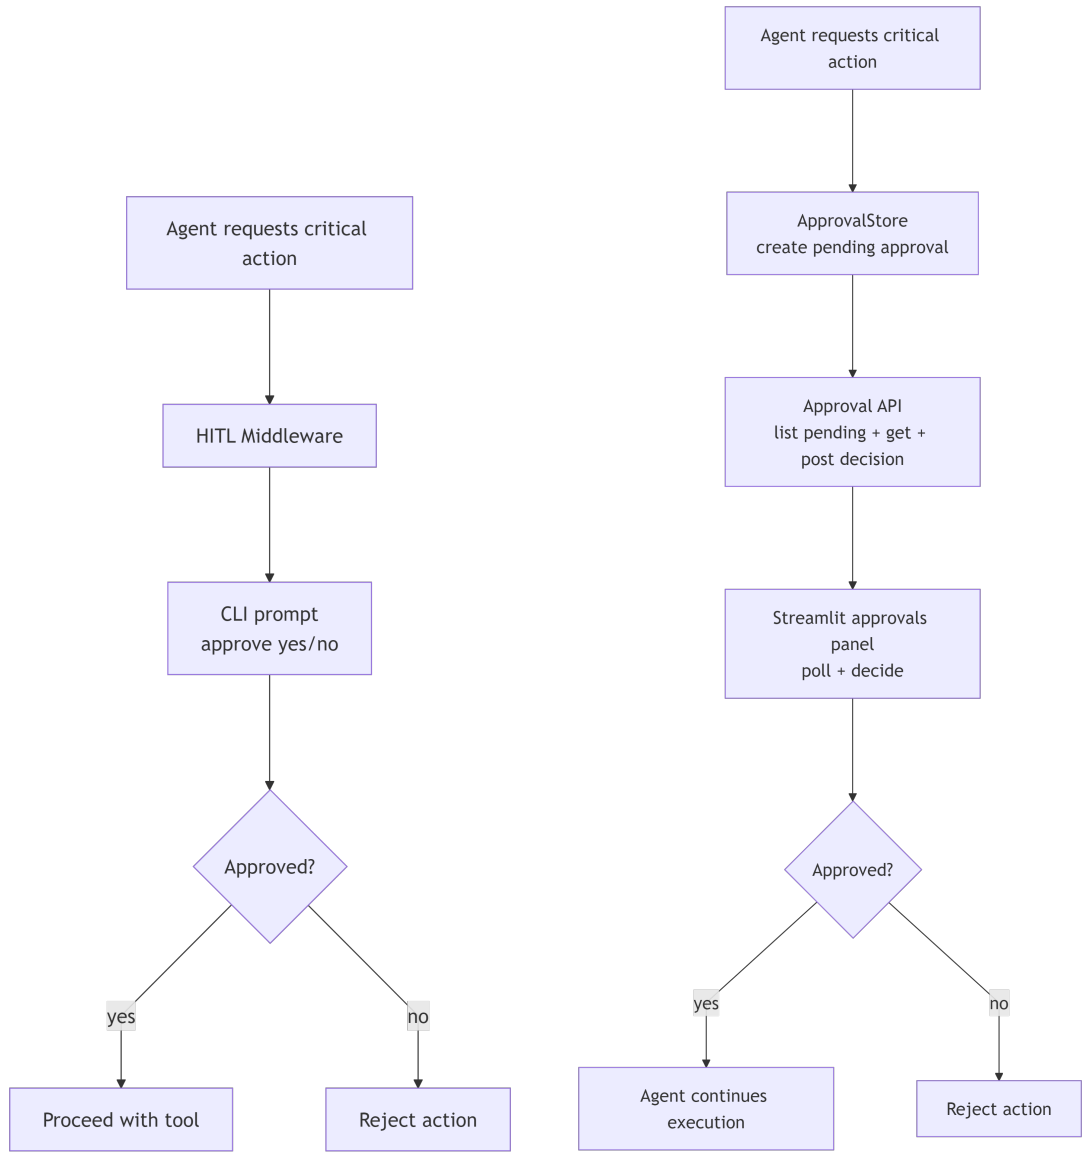 Agent requests critical
action
HITL Middleware
CLI prompt
approve yes/no
Approved?
yes
no
Proceed with tool
Reject action
Agent requests critical
action
ApprovalStore
create pending approval
Approval API
list pending + get +
post decision
Streamlit approvals
panel
poll + decide
Approved?
yes
no
Agent continues
execution
Reject action